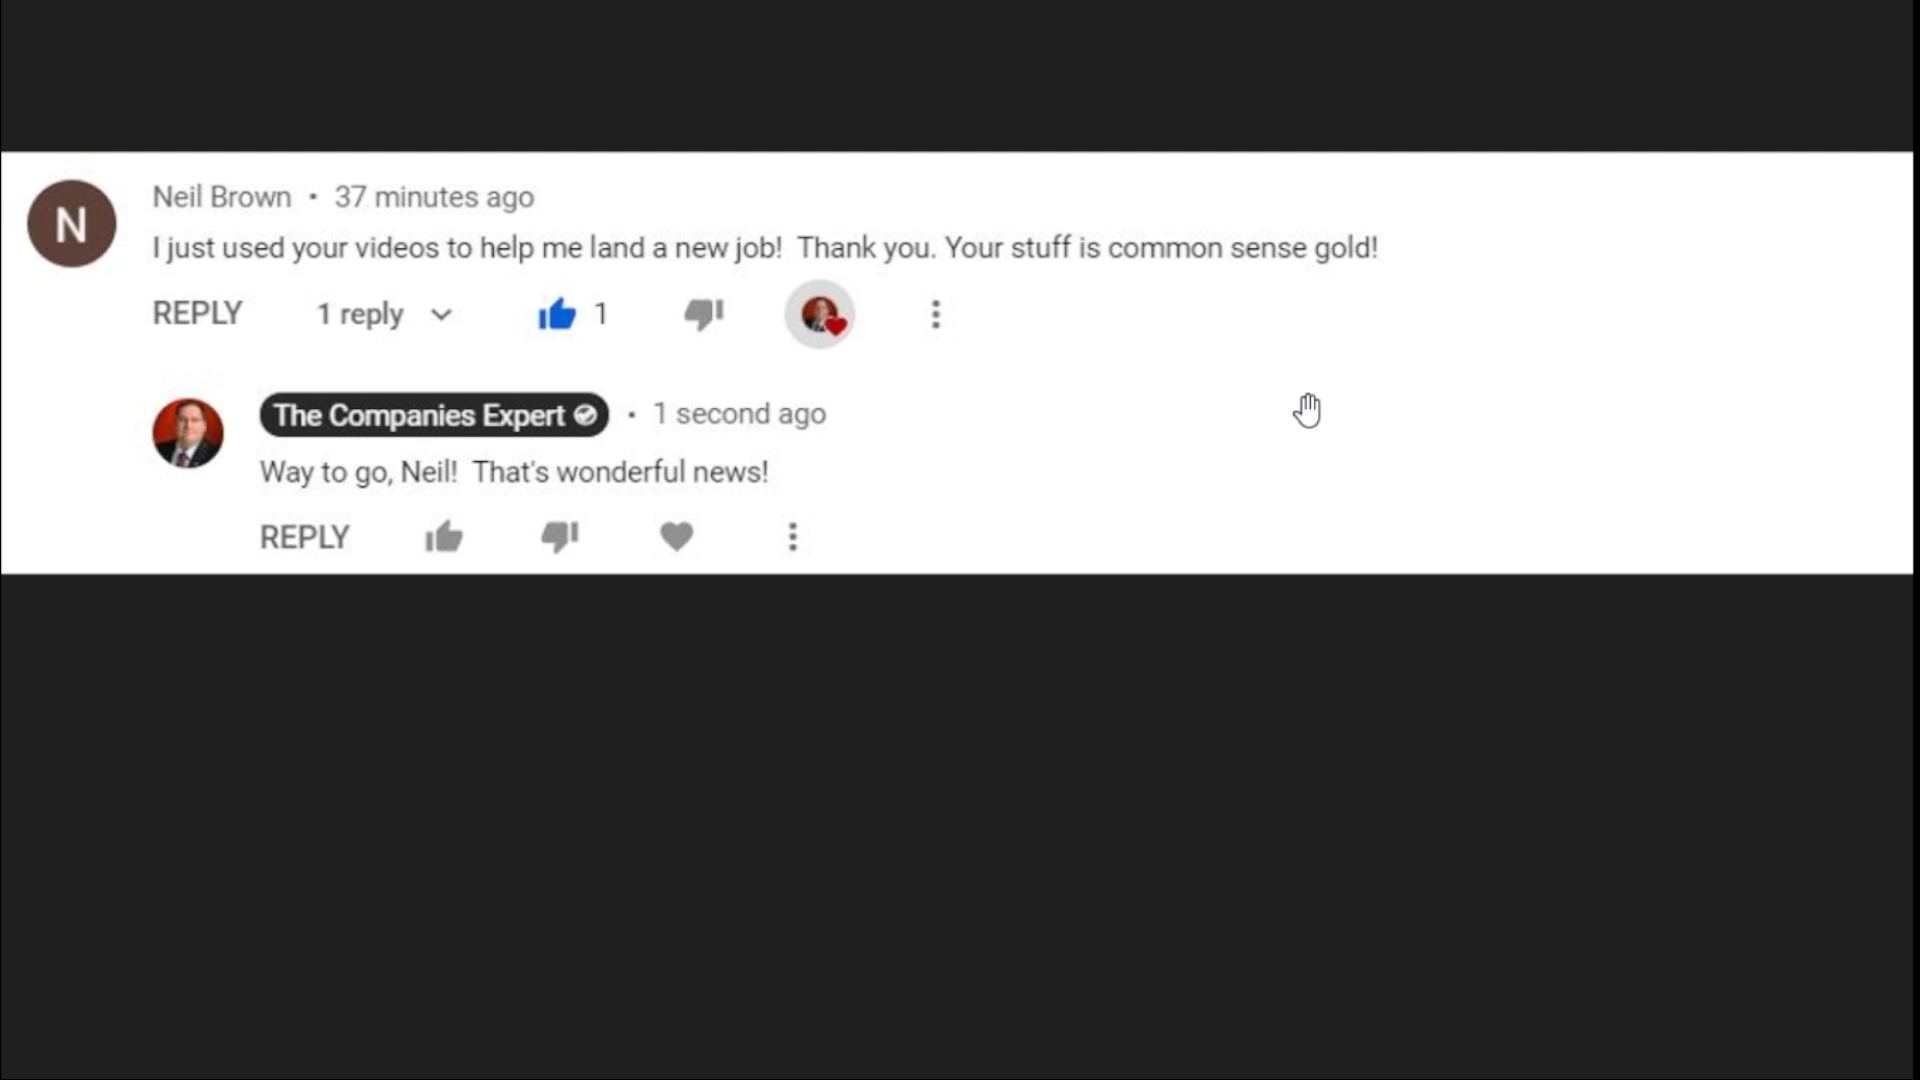 N
Neil Brown • 37 minutes ago
I just used your videos to help me land a new job!  Thank you. Your stuff is common sense gold!
REPLY 1 reply 1
The Companies Expert • 1 second ago
Way to go, Neil!  That's wonderful news!
REPLY